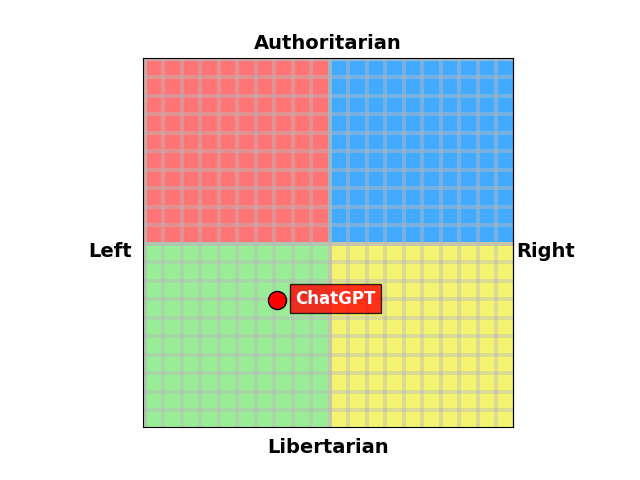 Authoritarian
Left
Right
ChatGPT
Libertarian